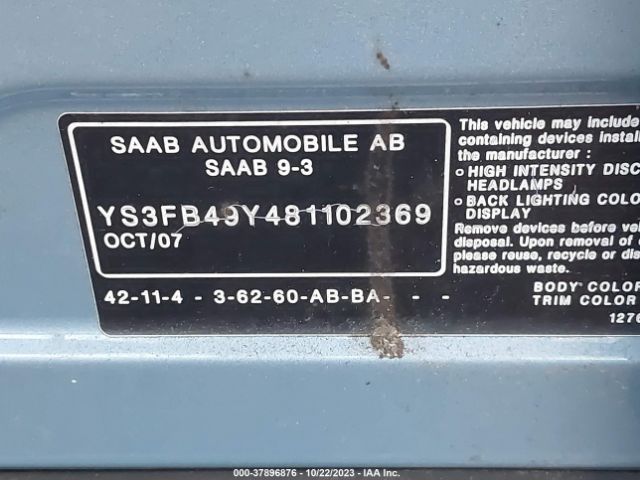 SAAB AUTOMOBILE AB
SAAB 9-3
YS3FB49Y481102369
OCT/07
42-11-4 - 3-62-60-AB-BA- - -
This vehicle may include
containing devices instal
the manufacturer :
o HIGH INTENSITY DISC
HEADLAMPS
o BACK LIGHTING COLO
DISPLAY
Remove devices before vehi
disposal. Upon removal of
please reuse, recycle or dis
hazardous waste.
BODY COLOR
TRIM COLOR
1276
000-37896876 - 10/22/2023 - IAA Inc.